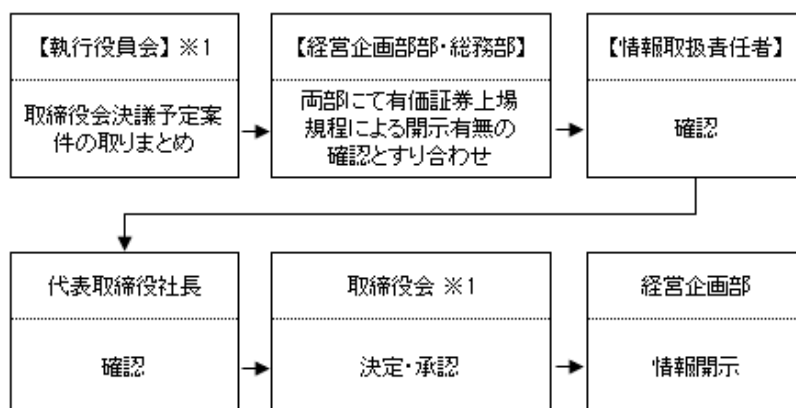 【執行役員会】※1
取締役会決議予定案
件の取りまとめ
【経営企画部部・総務部】
両部にて有価証券上場
規程による開示有無の
確認とすり合わせ
【情報取扱責任者】
確認
代表取締役社長
確認
取締役会 ※1
決定・承認
経営企画部
情報開示